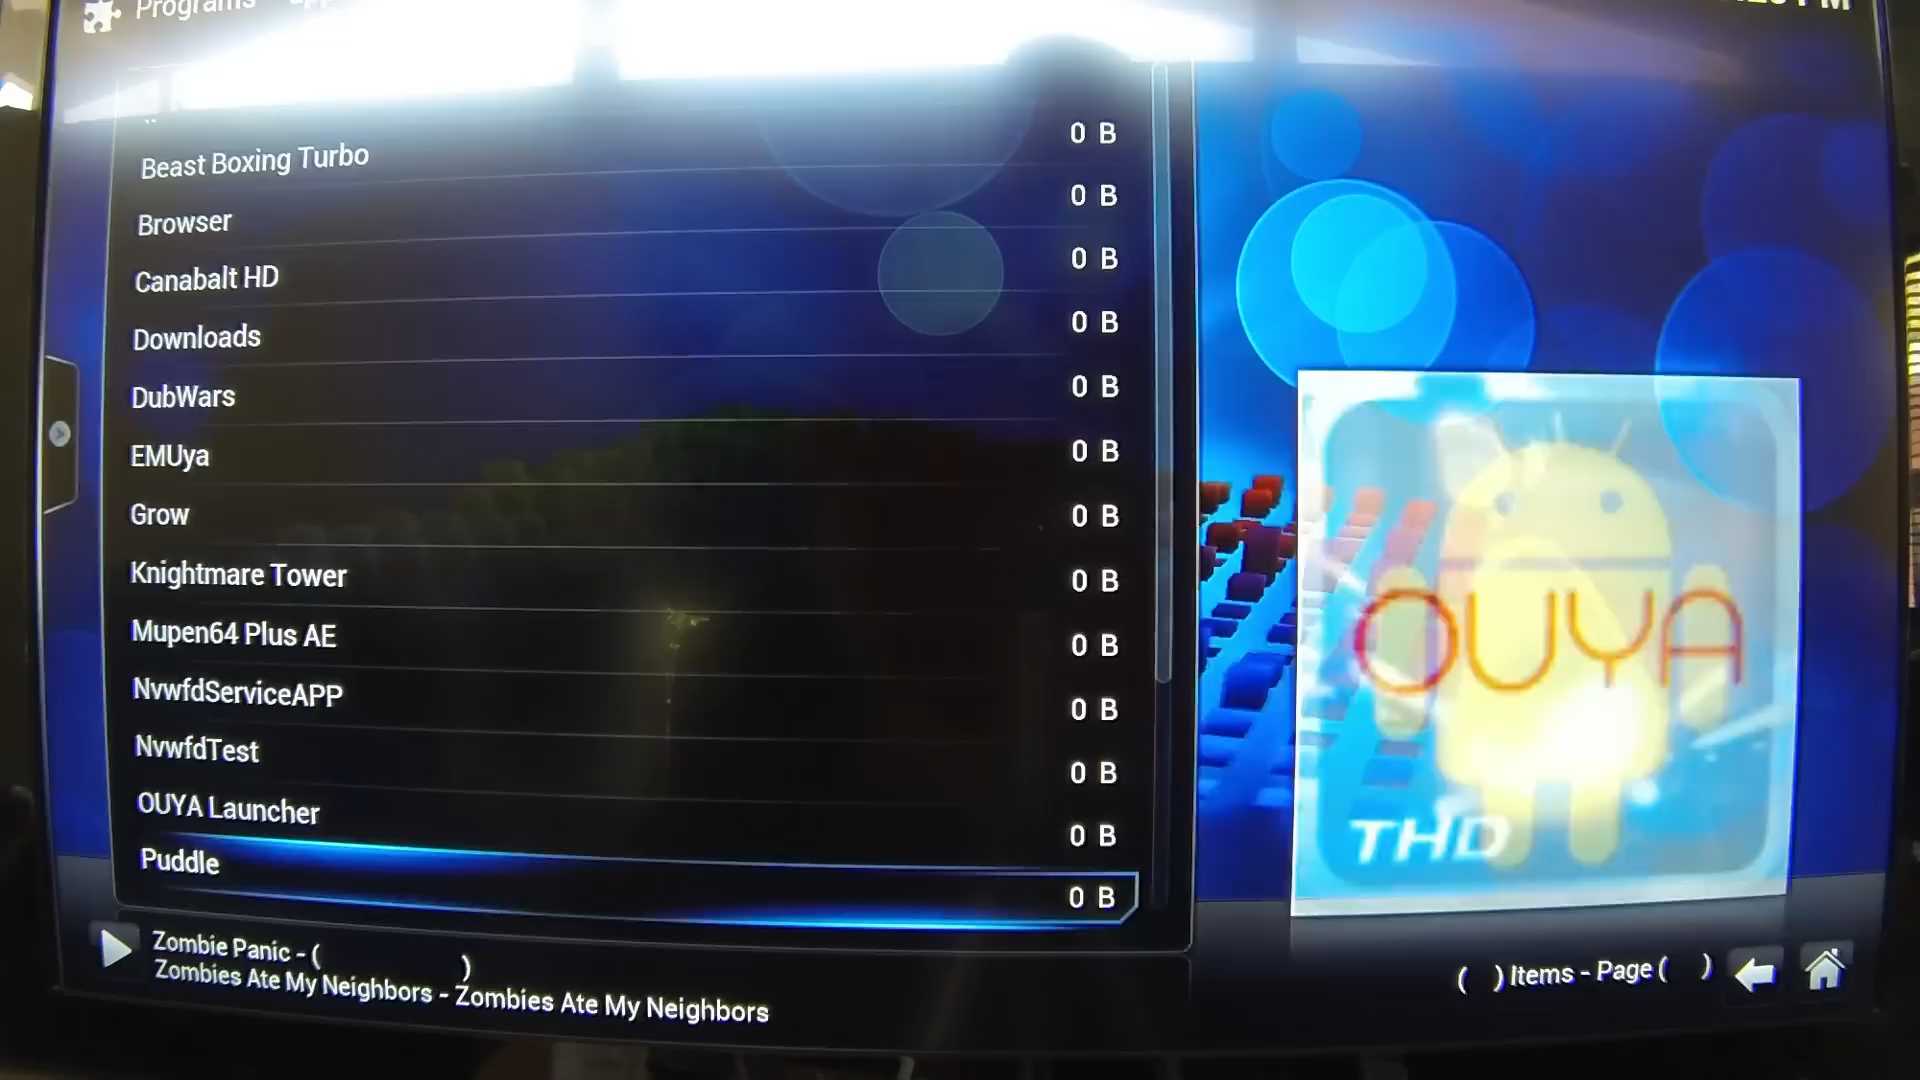 Programs
..
0 B
Beast Boxing Turbo 0 B
Browser 0 B
Canabalt HD 0 B
Downloads 0 B
DubWars 0 B
EMUya 0 B
Grow 0 B
Knightmare Tower 0 B
Mupen64 Plus AE 0 B
NvwfdServiceAPP 0 B
NvwfdTest 0 B
OUYA Launcher 0 B
Puddle
OUYA
THD
Zombie Panic - ( )
Zombies Ate My Neighbors - Zombies Ate My Neighbors
( ) Items - Page ( )